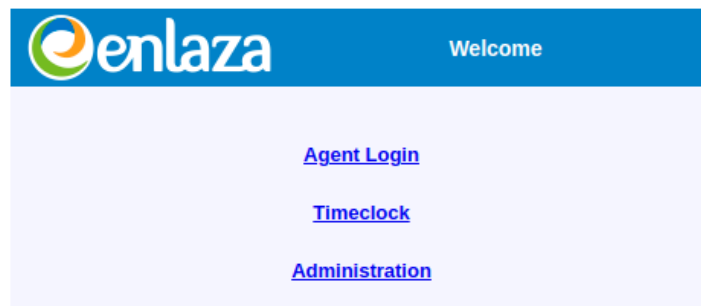 enlaza
Welcome
Agent Login
Timeclock
Administration